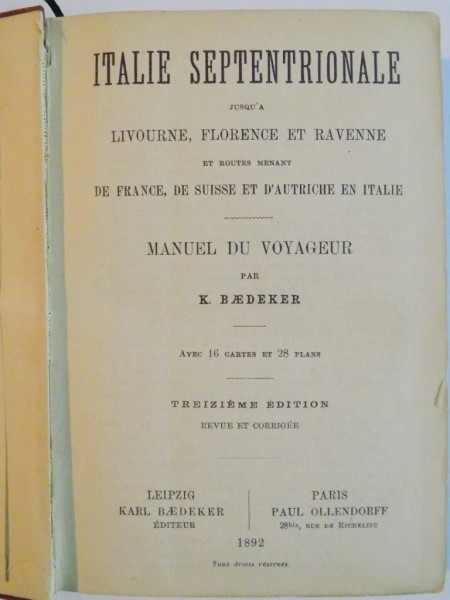 ITALIE SEPTENTRIONALE
JUSQU'A
LIVOURNE, FLORENCE ET RAVENNE
ET ROUTES MENANT
DE FRANCE, DE SUISSE ET D'AUTRICHE EN ITALIE
MANUEL DU VOYAGEUR
PAR
K. BÆDEKER
AVEC 16 CARTES ET 28 PLANS
TREIZIÈME ÉDITION
REVUE ET CORRIGÉE
LEIPZIG
KARL BÆDEKER
ÉDITEUR
PARIS
PAUL OLLENDORFF
28bis, RUE DE RICHELIEU
1892
Tous droits réservés.